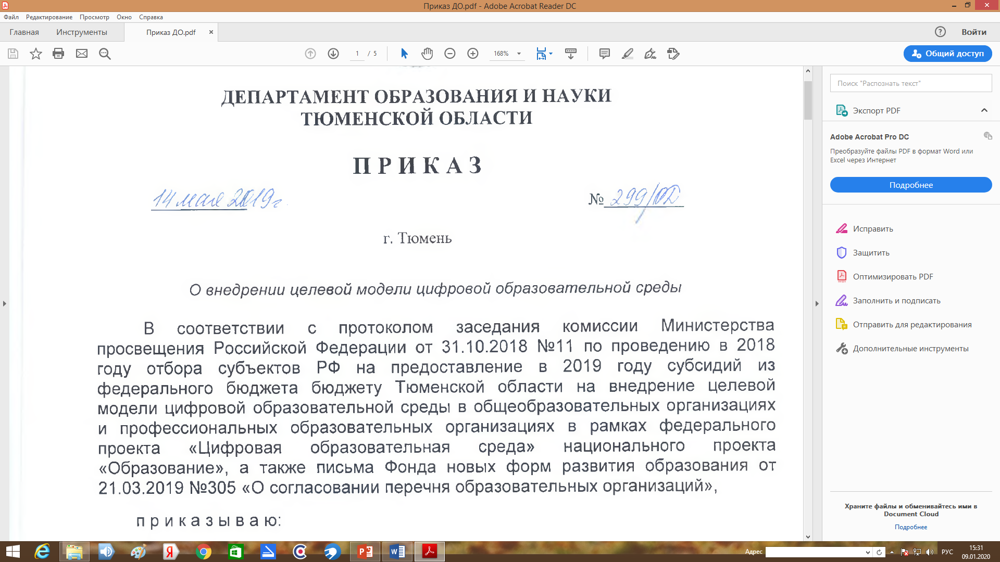 Приказ ДО.pdf - Adobe Acrobat Reader DC
Файл Редактирование Просмотр Окно Справка
Главная Инструменты Приказ ДО.pdf × ? Войти
1 / 5 168% Общий доступ
ДЕПАРТАМЕНТ ОБРАЗОВАНИЯ И НАУКИ
ТЮМЕНСКОЙ ОБЛАСТИ
П Р И К А З
14 мая 2019г. № 299/ОД
г. Тюмень
О внедрении целевой модели цифровой образовательной среды
В соответствии с протоколом заседания комиссии Министерства
просвещения Российской Федерации от 31.10.2018 №11 по проведению в 2018
году отбора субъектов РФ на предоставление в 2019 году субсидий из
федерального бюджета бюджету Тюменской области на внедрение целевой
модели цифровой образовательной среды в общеобразовательных организациях
и профессиональных образовательных организациях в рамках федерального
проекта «Цифровая образовательная среда» национального проекта
«Образование», а также письма Фонда новых форм развития образования от
21.03.2019 №305 «О согласовании перечня образовательных организаций»,
п р и к а з ы в а ю:
Поиск "Распознать текст"
Экспорт PDF
Adobe Acrobat Pro DC
Преобразуйте файлы PDF в формат Word или
Excel через Интернет
Подробнее
Исправить
Защитить
Оптимизировать PDF
Заполнить и подписать
Отправить для редактирования
Дополнительные инструменты
Храните файлы и обменивайтесь ими в
Document Cloud
Подробнее
Адрес РУС 15:31
09.01.2020